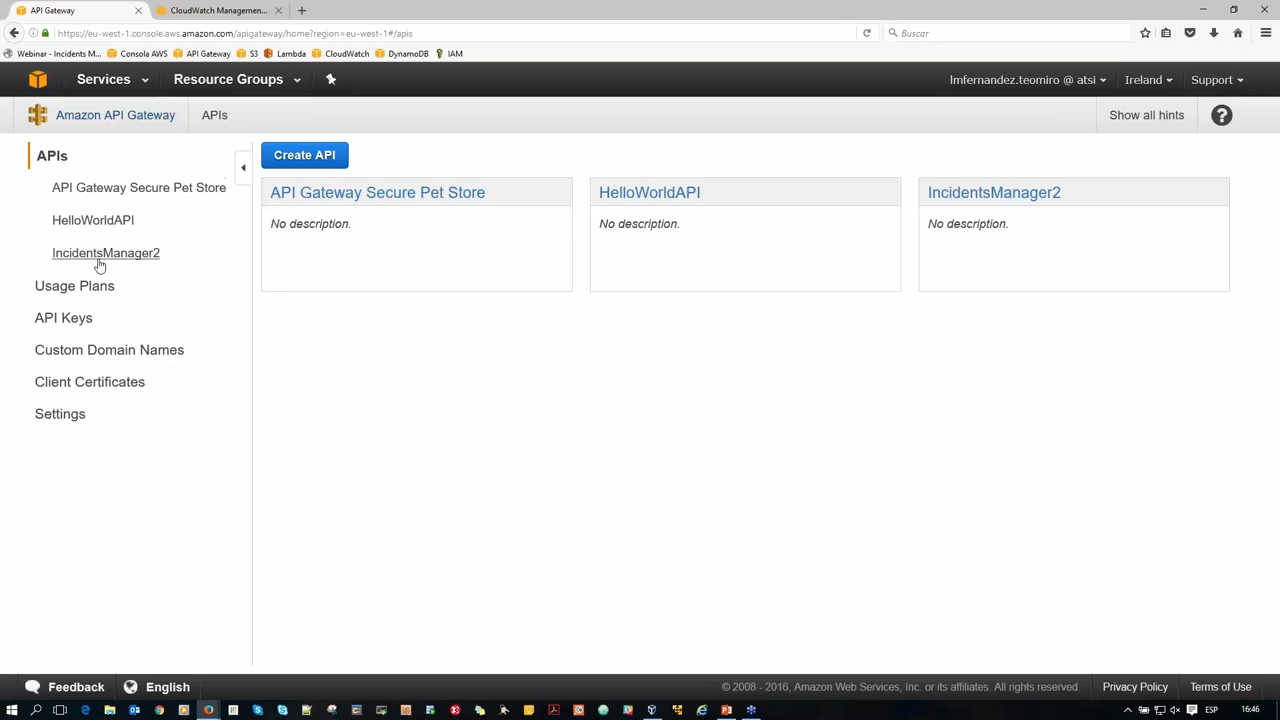 API Gateway
CloudWatch Managemen...
https://eu-west-1.console.aws.amazon.com/apigateway/home?region=eu-west-1#/apis
Buscar
Webinar - Incidents M...
Consola AWS
API Gateway
S3
Lambda
CloudWatch
DynamoDB
IAM
Services
Resource Groups
lmfernandez.teomiro @ atsi
Ireland
Support
Amazon API Gateway
APIs
Show all hints
?
APIs
API Gateway Secure Pet Store
HelloWorldAPI
IncidentsManager2
Usage Plans
API Keys
Custom Domain Names
Client Certificates
Settings
Create API
API Gateway Secure Pet Store
No description.
HelloWorldAPI
No description.
IncidentsManager2
No description.
Feedback
English
© 2008 - 2016, Amazon Web Services, Inc. or its affiliates. All rights reserved.
Privacy Policy
Terms of Use
ESP
16:46